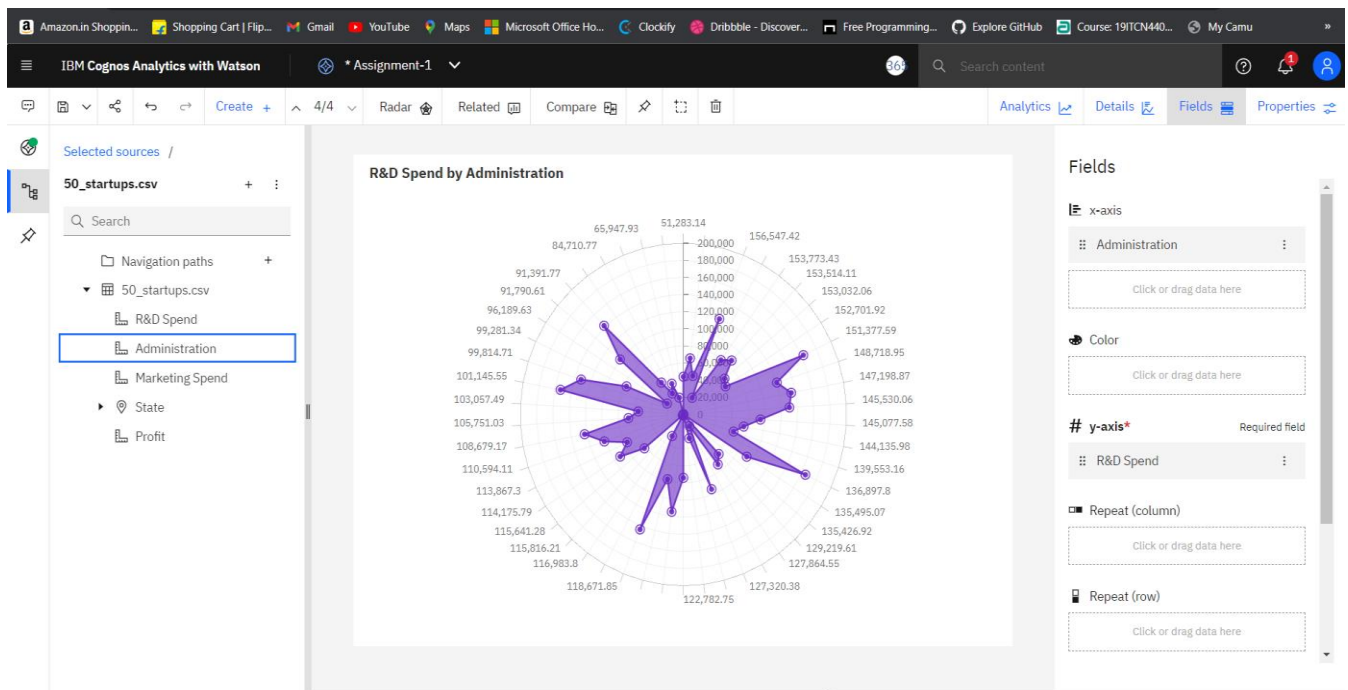 Amazon.in Shoppin...  Shopping Cart | Flip...  Gmail  YouTube  Maps  Microsoft Office Ho...  Clockify  Dribbble - Discover...  Free Programming...  Explore GitHub  Course: 19ITCN440...  My Camu  »
IBM Cognos Analytics with Watson  * Assignment-1  365  Search content  1
Create +  4/4  Radar  Related  Compare  Analytics  Details  Fields  Properties
Selected sources /
50_startups.csv
Search
Navigation paths
50_startups.csv
R&D Spend
Administration
Marketing Spend
State
Profit
R&D Spend by Administration
51,283.14
156,547.42
153,773.43
153,514.11
153,032.06
152,701.92
151,377.59
148,718.95
147,198.87
145,530.06
145,077.58
144,135.98
139,553.16
136,897.8
135,495.07
135,426.92
129,219.61
127,864.55
127,320.38
122,782.75
118,671.85
116,983.8
115,816.21
115,641.28
114,175.79
113,867.3
110,594.11
108,679.17
105,751.03
103,057.49
101,145.55
99,814.71
99,281.34
96,189.63
91,790.61
91,391.77
84,710.77
65,947.93
200,000
180,000
160,000
140,000
120,000
100,000
80,000
60,000
40,000
20,000
0
Fields
x-axis
Administration
Click or drag data here
Color
Click or drag data here
# y-axis*  Required field
R&D Spend
Repeat (column)
Click or drag data here
Repeat (row)
Click or drag data here